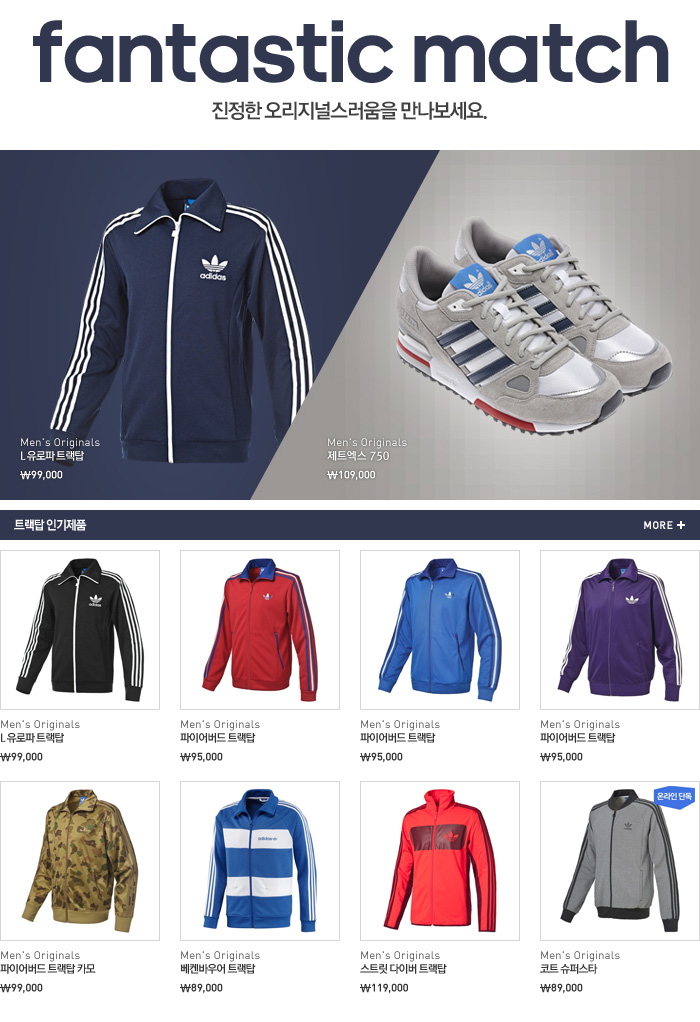 fantastic match
진정한 오리지널스러움을 만나보세요.
adidas
adidas
adidas
Men's Originals
L 유로파 트랙탑
₩99,000
Men's Originals
제트엑스 750
₩109,000
트랙탑 인기제품
MORE +
adidas
Men's Originals
L 유로파 트랙탑
₩99,000
Men's Originals
파이어버드 트랙탑
₩95,000
Men's Originals
파이어버드 트랙탑
₩95,000
Men's Originals
파이어버드 트랙탑
₩95,000
adidas
온라인 단독
Men's Originals
파이어버드 트랙탑 카모
₩99,000
Men's Originals
베켄바우어 트랙탑
₩89,000
Men's Originals
스트릿 다이버 트랙탑
₩119,000
Men's Originals
코트 슈퍼스타
₩89,000